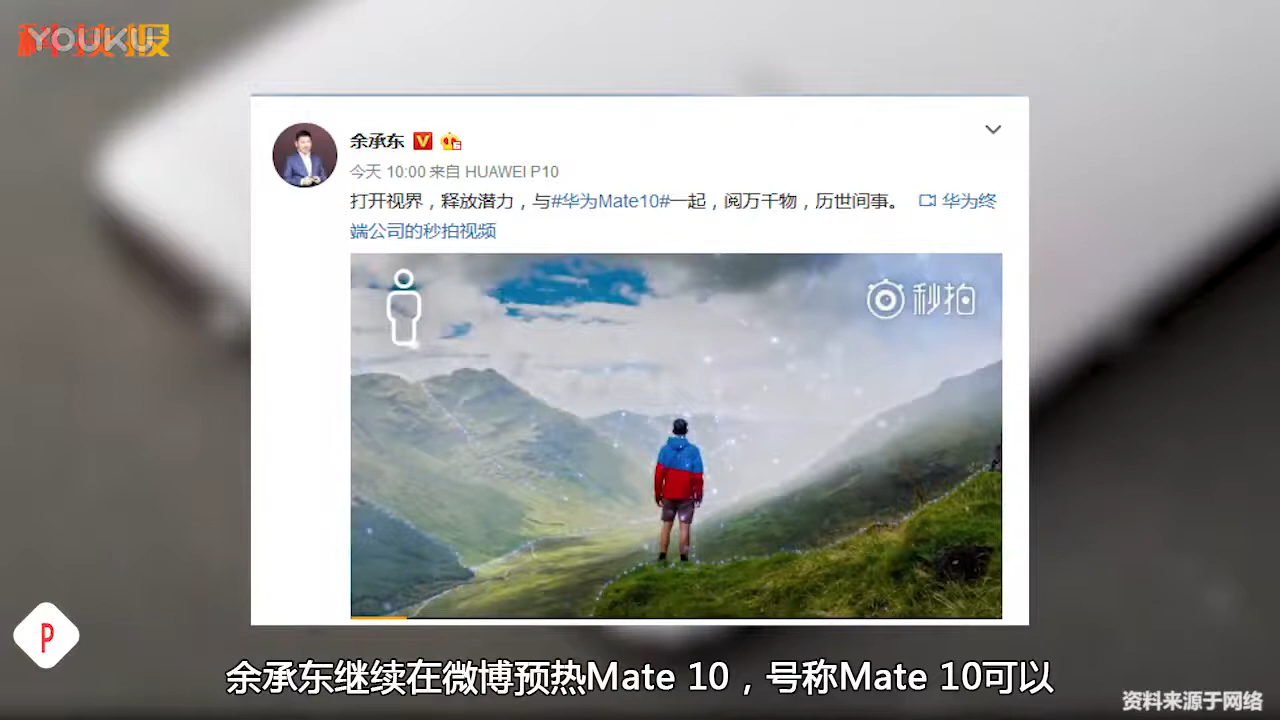 科技报
YOUKU
余承东
今天 10:00 来自 HUAWEI P10
打开视界，释放潜力，与#华为Mate10#一起，阅万千物，历世间事。 华为终
端公司的秒拍视频
秒拍
P
余承东继续在微博预热Mate 10，号称Mate 10可以
资料来源于网络